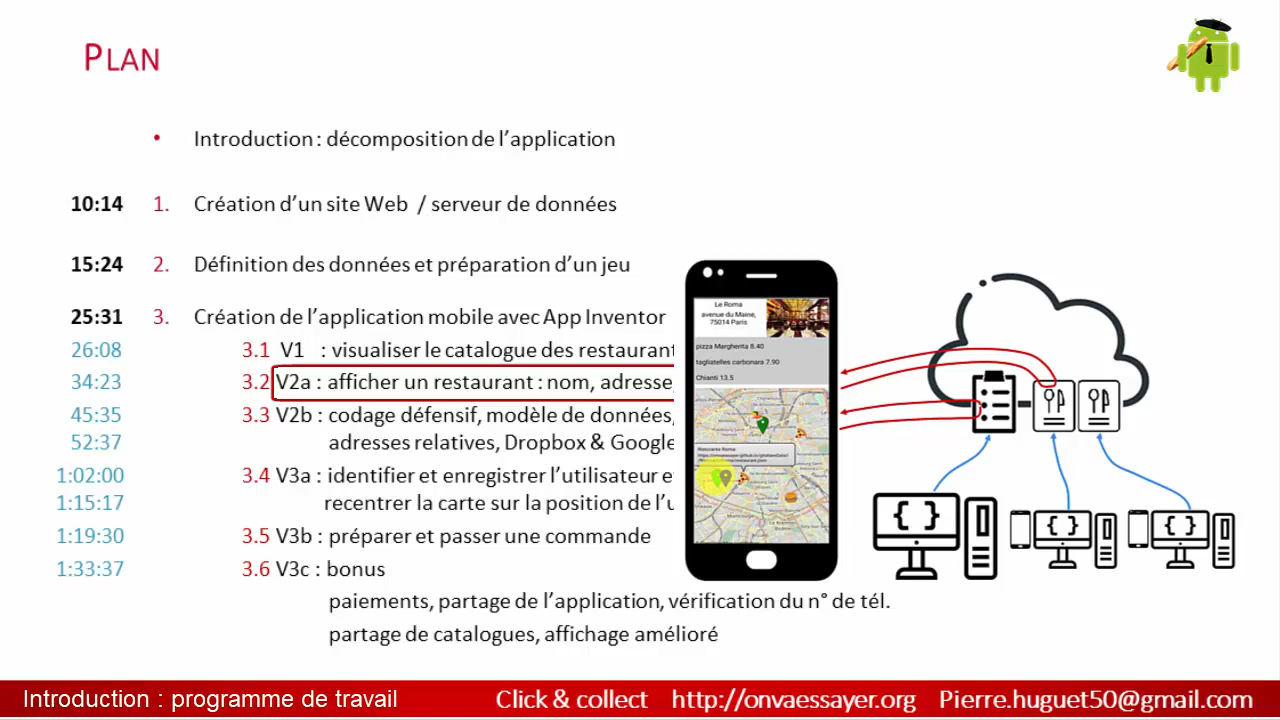 PLAN
• Introduction : décomposition de l'application
10:14 1. Création d'un site Web / serveur de données
15:24 2. Définition des données et préparation d'un jeu
25:31 3. Création de l'application mobile avec App Inventor
26:08 3.1 V1 : visualiser le catalogue des restaurant
34:23 3.2 V2a : afficher un restaurant : nom, adresse,
45:35 3.3 V2b : codage défensif, modèle de données,
52:37 adresses relatives, Dropbox & Google
1:02:00 3.4 V3a : identifier et enregistrer l'utilisateur et
1:15:17 recentrer la carte sur la position de l'u
1:19:30 3.5 V3b : préparer et passer une commande
1:33:37 3.6 V3c : bonus
paiements, partage de l'application, vérification du n° de tél.
partage de catalogues, affichage amélioré
Le Roma
avenue du Maine,
75014 Paris
pizza Margherita 8.40
tagliatelles carbonara 7.90
Chianti 13.5
{ }
{ }
{ }
Introduction : programme de travail Click & collect http://onvaessayer.org Pierre.huguet50@gmail.com